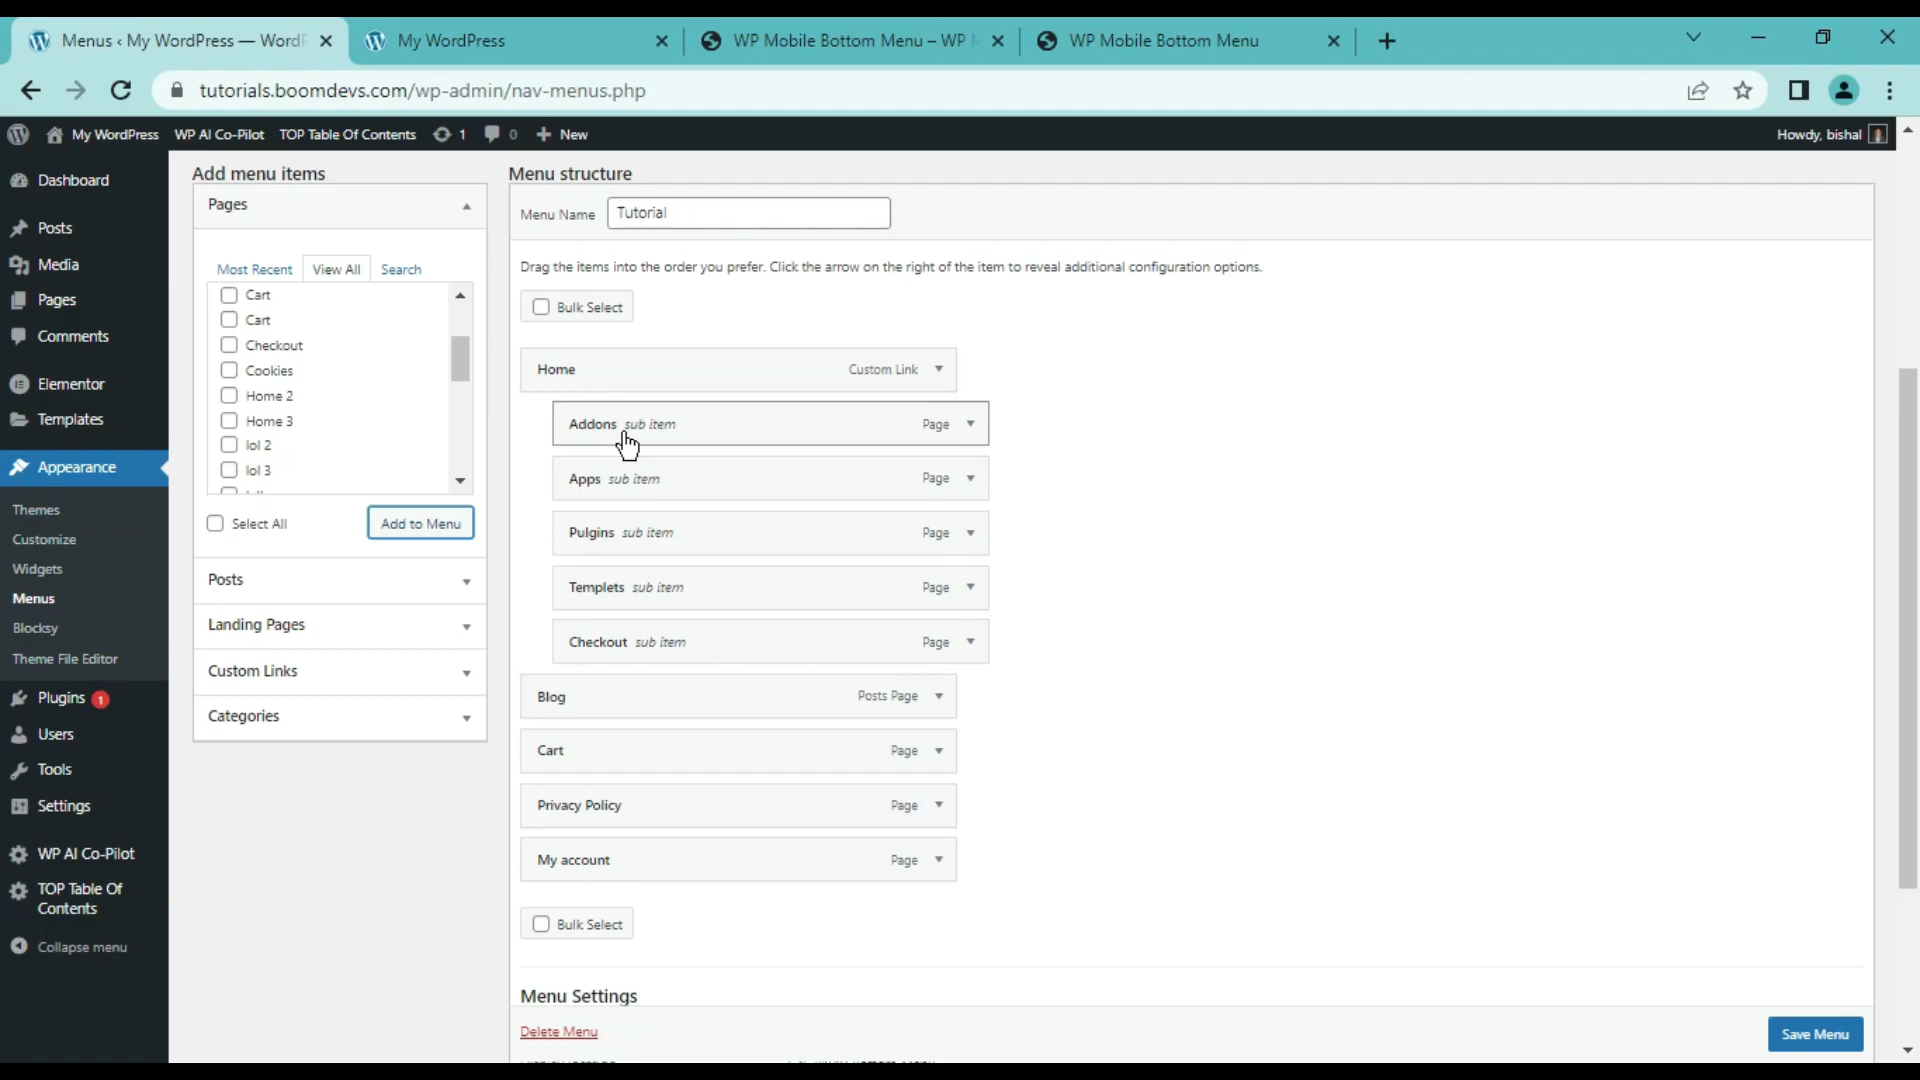 Menus ‹ My WordPress — WordP
My WordPress
WP Mobile Bottom Menu – WP
WP Mobile Bottom Menu
tutorials.boomdevs.com/wp-admin/nav-menus.php
My WordPress
WP AI Co-Pilot
TOP Table Of Contents
1
0
New
Howdy, bishal
Dashboard
Posts
Media
Pages
Comments
Elementor
Templates
Appearance
Themes
Customize
Widgets
Menus
Blocksy
Theme File Editor
Plugins 1
Users
Tools
Settings
WP AI Co-Pilot
TOP Table Of
Contents
Collapse menu
Add menu items
Pages
Most Recent
View All
Search
Cart
Cart
Checkout
Cookies
Home 2
Home 3
lol 2
lol 3
Select All
Add to Menu
Posts
Landing Pages
Custom Links
Categories
Menu structure
Menu Name
Tutorial
Drag the items into the order you prefer. Click the arrow on the right of the item to reveal additional configuration options.
Bulk Select
Home Custom Link
Addons sub item Page
Apps sub item Page
Pulgins sub item Page
Templets sub item Page
Checkout sub item Page
Blog Posts Page
Cart Page
Privacy Policy Page
My account Page
Bulk Select
Menu Settings
Delete Menu
Save Menu